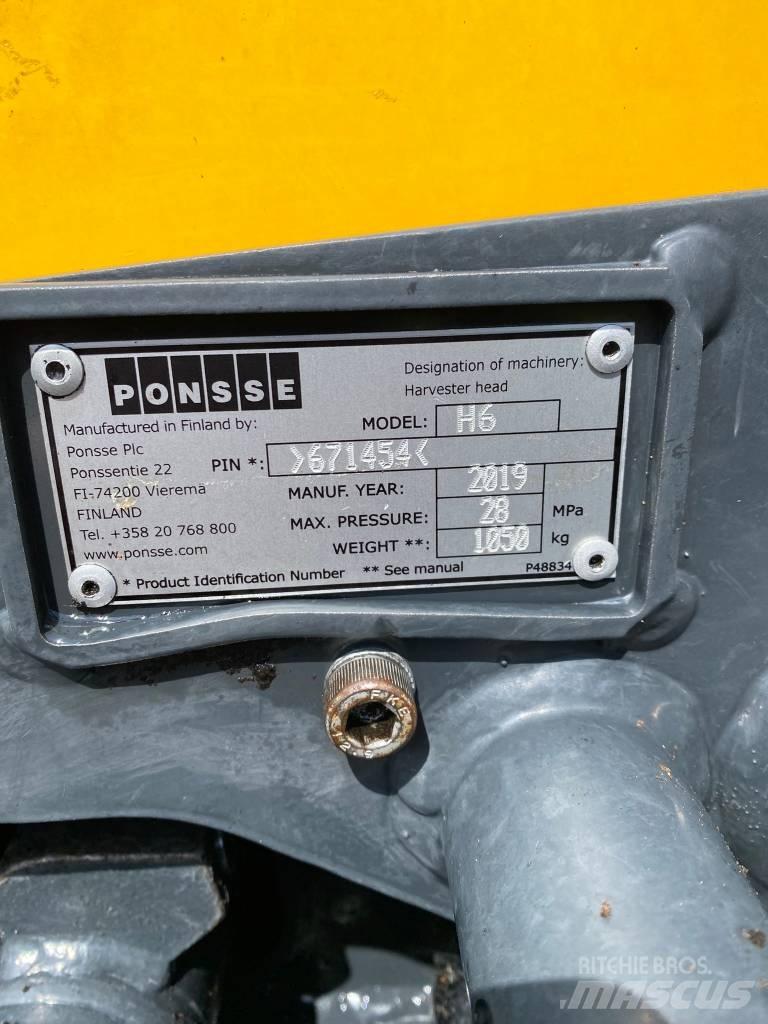 PONSSE
Designation of machinery:
Harvester head
Manufactured in Finland by:
Ponsse Plc
Ponssentie 22
FI-74200 Vieremä
FINLAND
Tel. +358 20 768 800
www.ponsse.com
MODEL: H6
PIN *: >671454<
MANUF. YEAR: 2019
MAX. PRESSURE: 28 MPa
WEIGHT **: 1050 kg
* Product Identification Number ** See manual P48834
12.9
RITCHIE BROS.
MASCUS